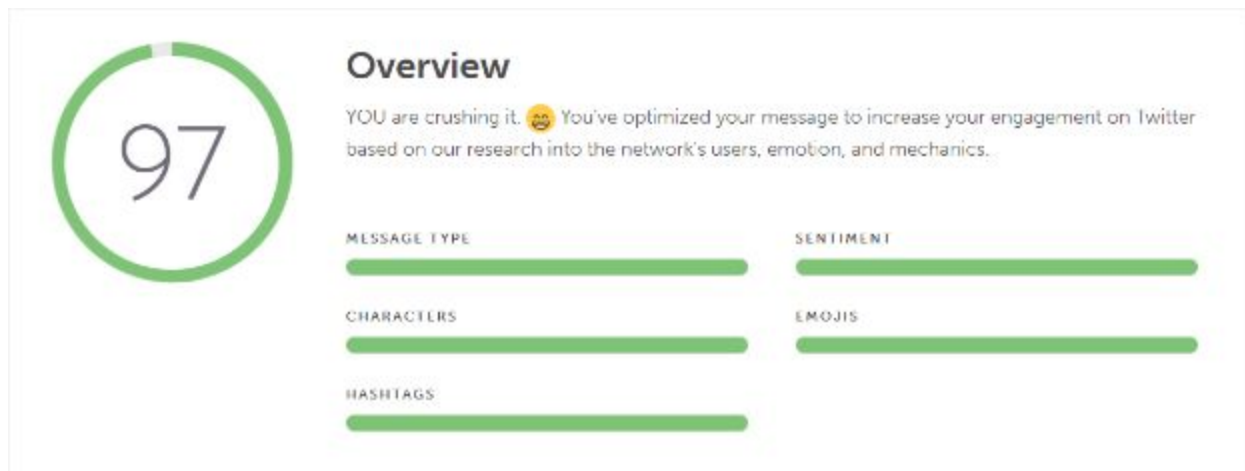 97
Overview
YOU are crushing it. 😄 You've optimized your message to increase your engagement on Twitter
based on our research into the network's users, emotion, and mechanics.
MESSAGE TYPE
SENTIMENT
CHARACTERS
EMOJIS
HASHTAGS